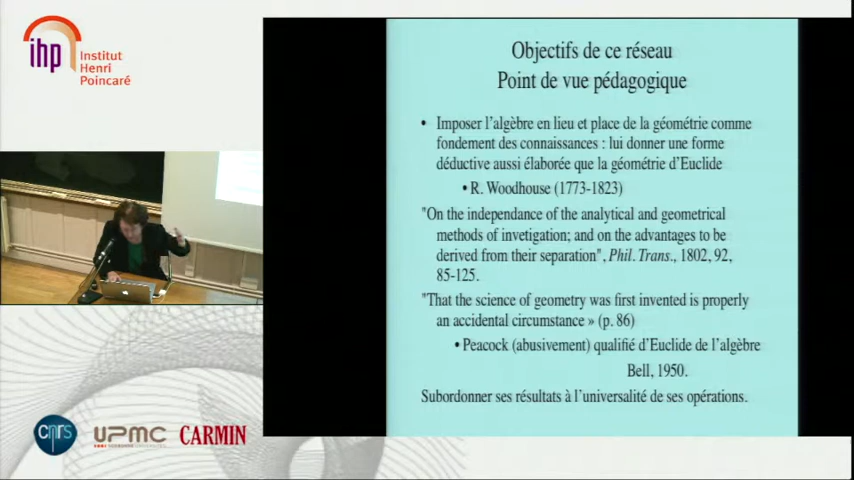 ihp
Institut
Henri
Poincaré
Objectifs de ce réseau
Point de vue pédagogique
• Imposer l'algèbre en lieu et place de la géométrie comme
fondement des connaissances : lui donner une forme
déductive aussi élaborée que la géométrie d'Euclide
• R. Woodhouse (1773-1823)
"On the independance of the analytical and geometrical
methods of invetigation; and on the advantages to be
derived from their separation", Phil. Trans., 1802, 92,
85-125.
"That the science of geometry was first invented is properly
an accidental circumstance » (p. 86)
• Peacock (abusivement) qualifié d'Euclide de l'algèbre
Bell, 1950.
Subordonner ses résultats à l'universalité de ses opérations.
cnrs
UPMC
CARMIN